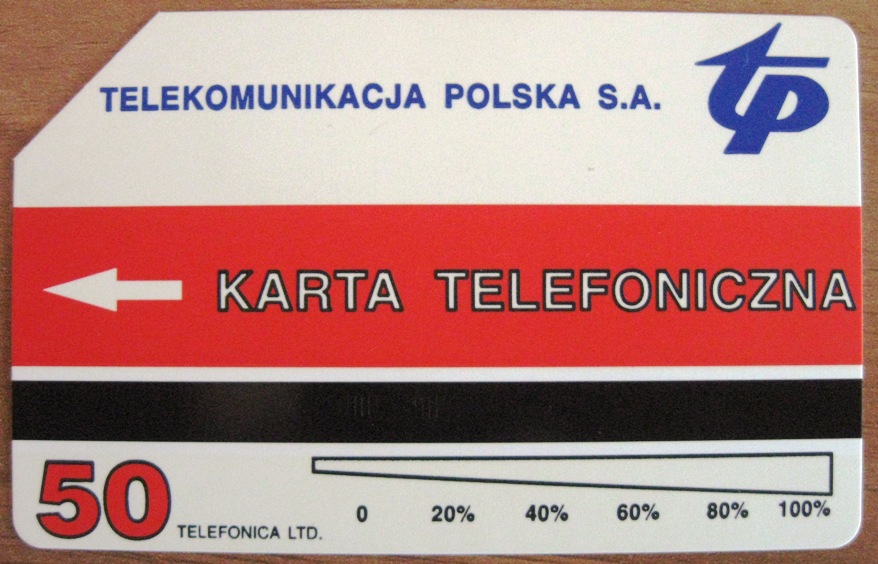 TELEKOMUNIKACJA POLSKA S.A.
tp
KARTA TELEFONICZNA
50
TELEFONICA LTD.
0 20% 40% 60% 80% 100%